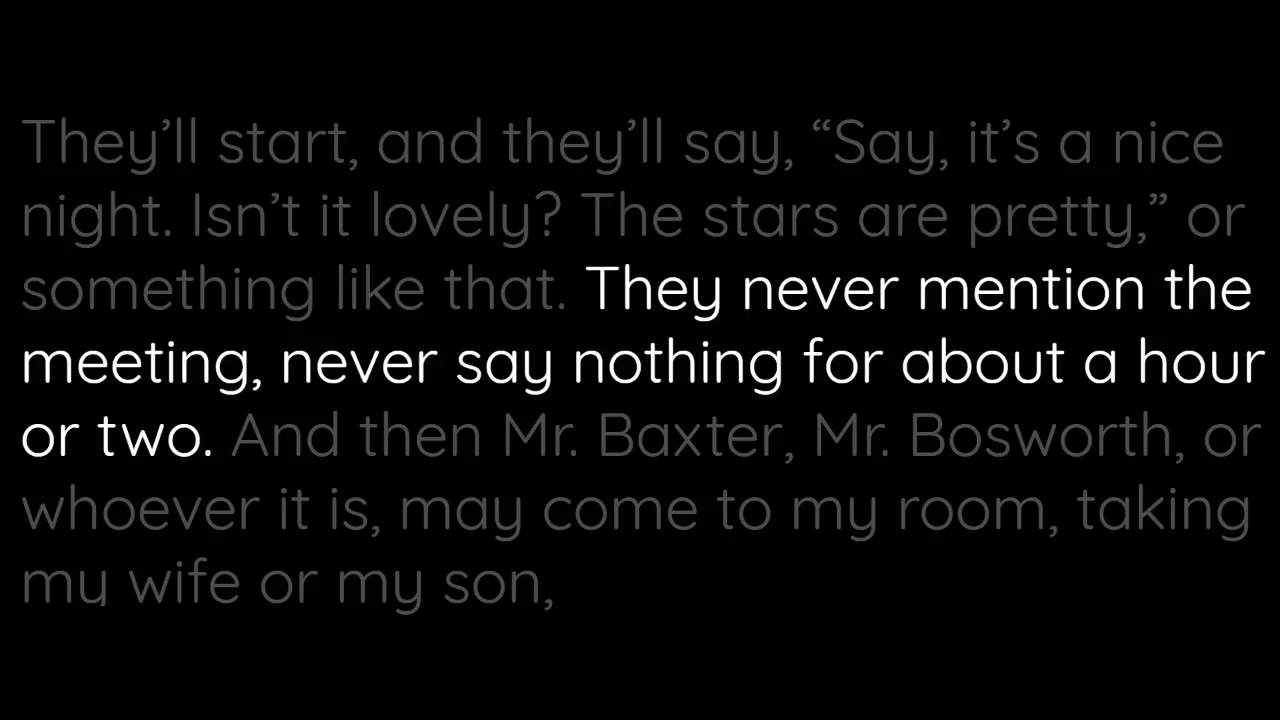 They’ll start, and they’ll say, “Say, it’s a nice
night. Isn’t it lovely? The stars are pretty,” or
something like that. They never mention the
meeting, never say nothing for about a hour
or two. And then Mr. Baxter, Mr. Bosworth, or
whoever it is, may come to my room, taking
my wife or my son,